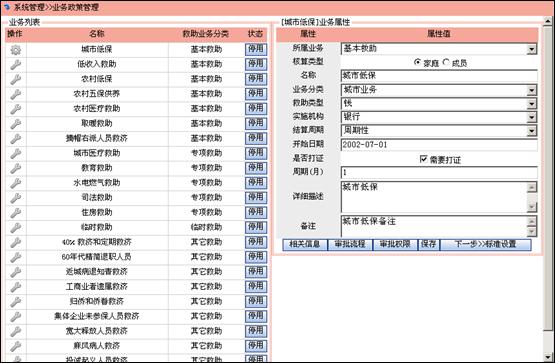 系统管理>>业务政策管理
业务列表
操作 名称 救助业务分类 状态
城市低保 基本救助 停用
低收入救助 基本救助 停用
农村低保 基本救助 停用
农村五保供养 基本救助 停用
农村医疗救助 基本救助 停用
取暖救助 基本救助 停用
摘帽右派人员救济 基本救助 停用
城市医疗救助 专项救助 停用
教育救助 专项救助 停用
水电燃气救助 专项救助 停用
司法救助 专项救助 停用
住房救助 专项救助 停用
临时救助 临时救助 停用
40%救济和定期救济 其它救助 停用
60年代精简退职人员 其它救助 停用
近城病退知青救济 其它救助 停用
工商业者遗属救济 其它救助 停用
归侨和侨眷救济 其它救助 停用
集体企业未参保人员救济 其它救助 停用
宽大释放人员救济 其它救助 停用
麻风病人救济 其它救助 停用
投诚起义人员救济 其它救助 停用
[城市低保]业务属性
属性 属性值
所属业务 基本救助
核算类型 家庭 成员
名称 城市低保
业务分类 城市业务
救助类型 钱
实施机构 银行
结算周期 周期性
开始日期 2002-07-01
是否打证 需要打证
周期(月) 1
详细描述 城市低保
备注 城市低保备注
相关信息 审批流程 审批权限 保存 下一步>>标准设置